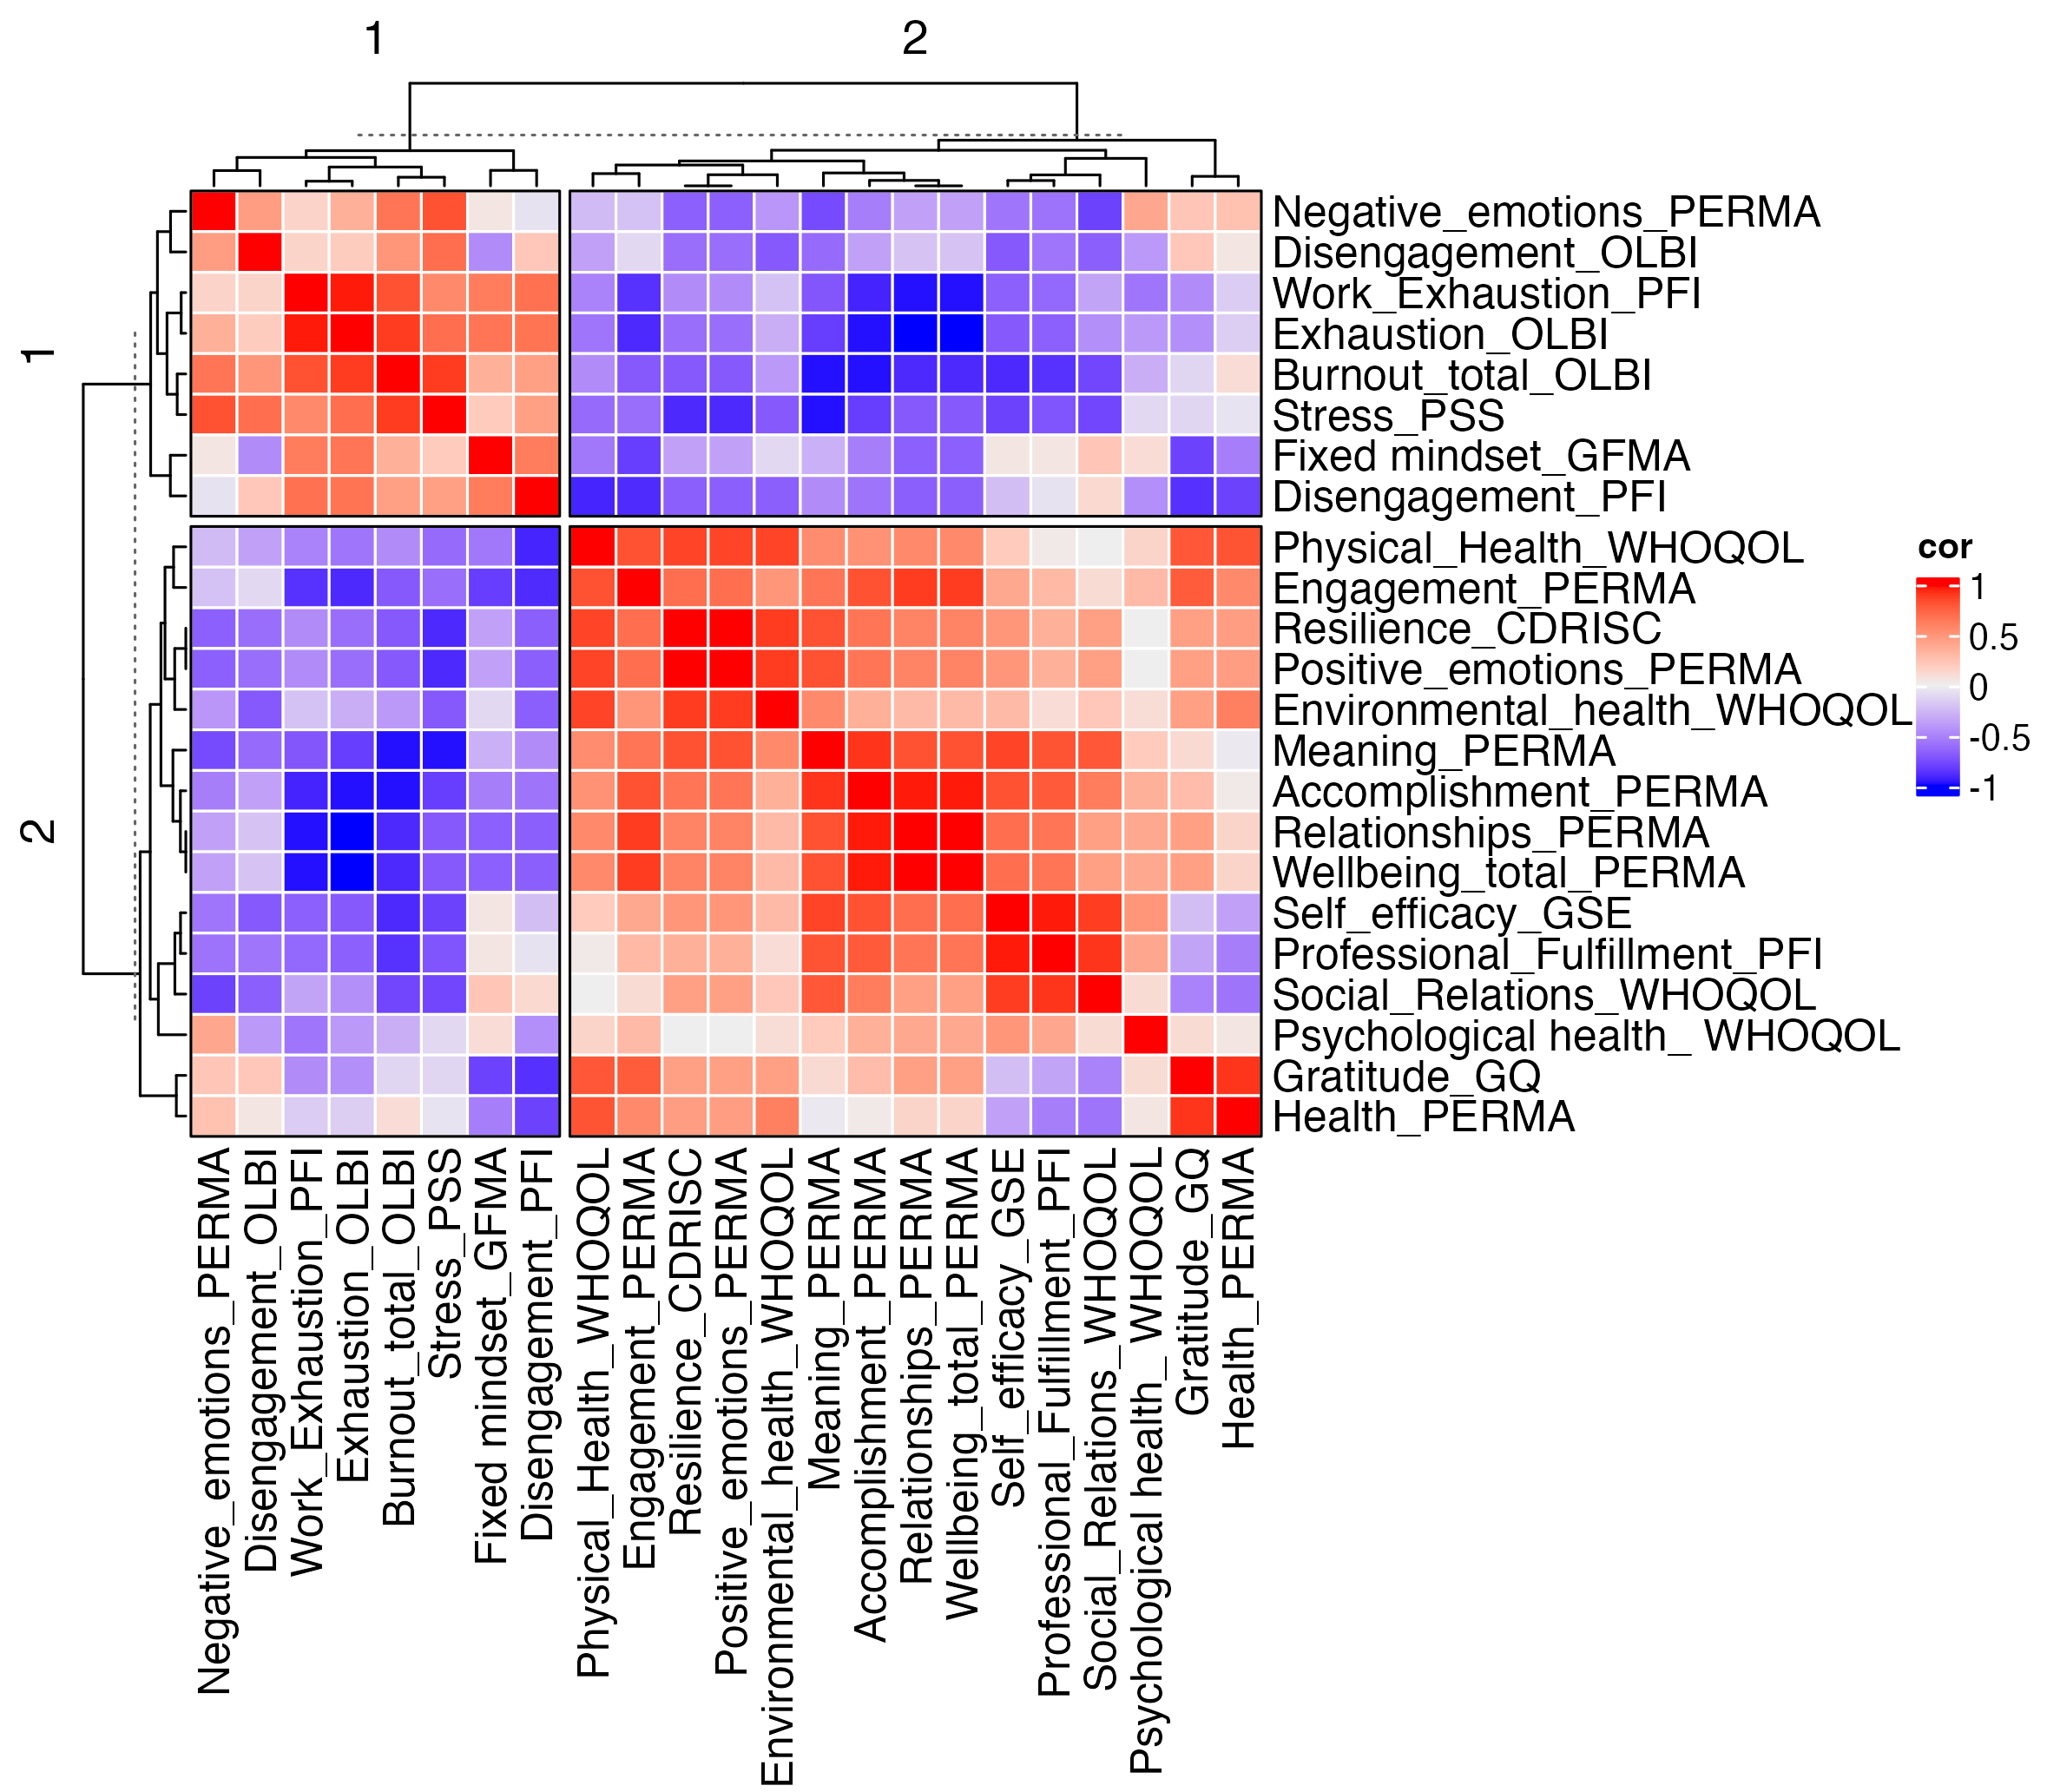 1
2
1
2
Negative_emotions_PERMA
Disengagement_OLBI
Work_Exhaustion_PFI
Exhaustion_OLBI
Burnout_total_OLBI
Stress_PSS
Fixed mindset_GFMA
Disengagement_PFI
Physical_Health_WHOQOL
Engagement_PERMA
Resilience_CDRISC
Positive_emotions_PERMA
Environmental_health_WHOQOL
Meaning_PERMA
Accomplishment_PERMA
Relationships_PERMA
Wellbeing_total_PERMA
Self_efficacy_GSE
Professional_Fulfillment_PFI
Social_Relations_WHOQOL
Psychological health_ WHOQOL
Gratitude_GQ
Health_PERMA
cor
1
0.5
0
-0.5
-1
Negative_emotions_PERMA
Disengagement_OLBI
Work_Exhaustion_PFI
Exhaustion_OLBI
Burnout_total_OLBI
Stress_PSS
Fixed mindset_GFMA
Disengagement_PFI
Physical_Health_WHOQOL
Engagement_PERMA
Resilience_CDRISC
Positive_emotions_PERMA
Environmental_health_WHOQOL
Meaning_PERMA
Accomplishment_PERMA
Relationships_PERMA
Wellbeing_total_PERMA
Self_efficacy_GSE
Professional_Fulfillment_PFI
Social_Relations_WHOQOL
Psychological health_ WHOQOL
Gratitude_GQ
Health_PERMA